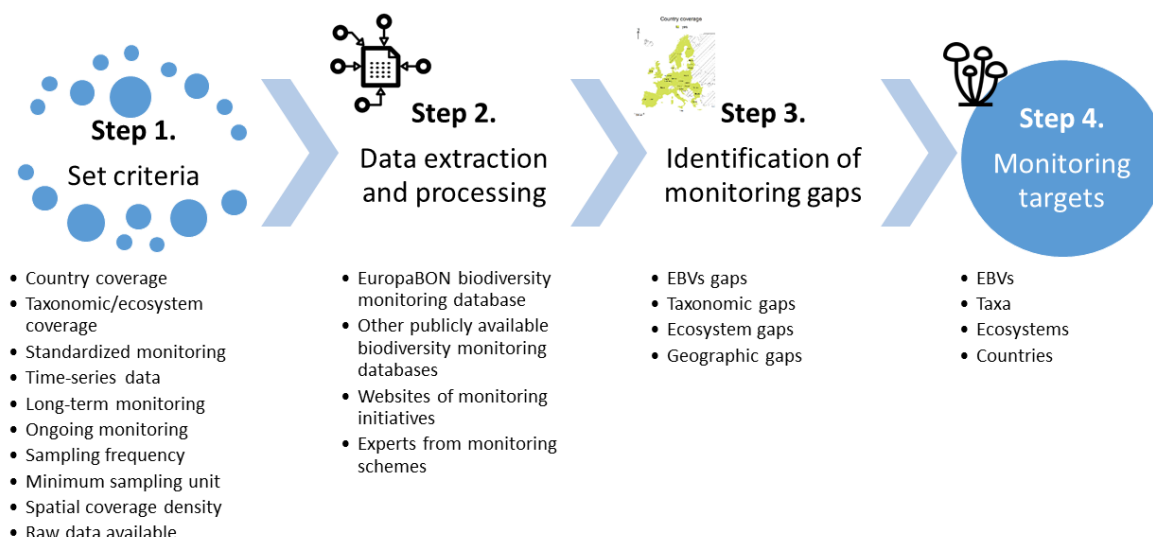 Country coverage
Step 1.
Set criteria
• Country coverage
• Taxonomic/ecosystem
coverage
• Standardized monitoring
• Time-series data
• Long-term monitoring
• Ongoing monitoring
• Sampling frequency
• Minimum sampling unit
• Spatial coverage density
• Raw data available
Step 2.
Data extraction
and processing
• EuropaBON biodiversity
monitoring database
• Other publicly available
biodiversity monitoring
databases
• Websites of monitoring
initiatives
• Experts from monitoring
schemes
Step 3.
Identification of
monitoring gaps
• EBVs gaps
• Taxonomic gaps
• Ecosystem gaps
• Geographic gaps
Step 4.
Monitoring
targets
• EBVs
• Taxa
• Ecosystems
• Countries